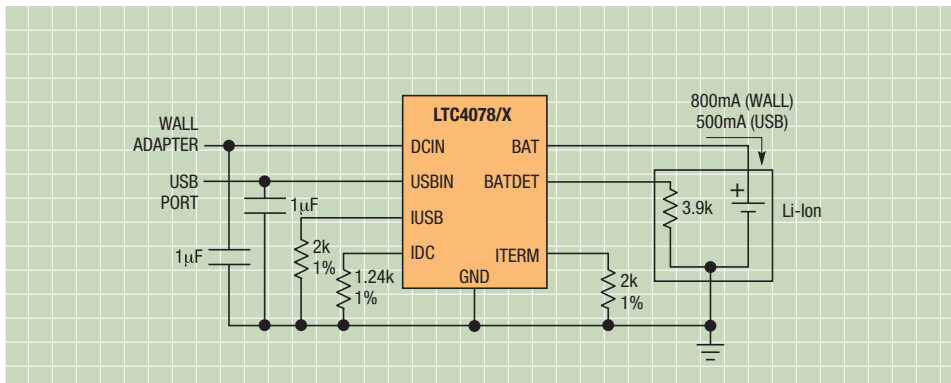 LTC4078/X
800mA (WALL)
500mA (USB)
WALL
ADAPTER
DCIN
BAT
USB
PORT
USBIN
BATDET
1µF
3.9k
+
Li-Ion
IUSB
1µF
2k
1%
IDC
ITERM
1.24k
1%
GND
2k
1%